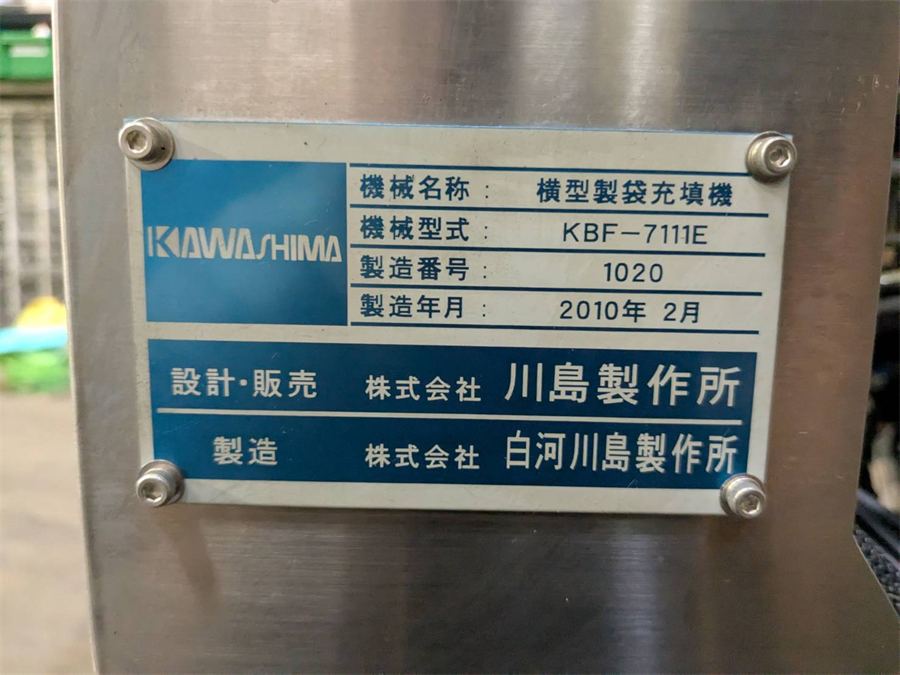 KAWASHIMA
機械名称 : 横型製袋充填機
機械型式 : KBF-7111E
製造番号 : 1020
製造年月 : 2010年 2月
設計・販売 株式会社 川島製作所
製造 株式会社 白河川島製作所